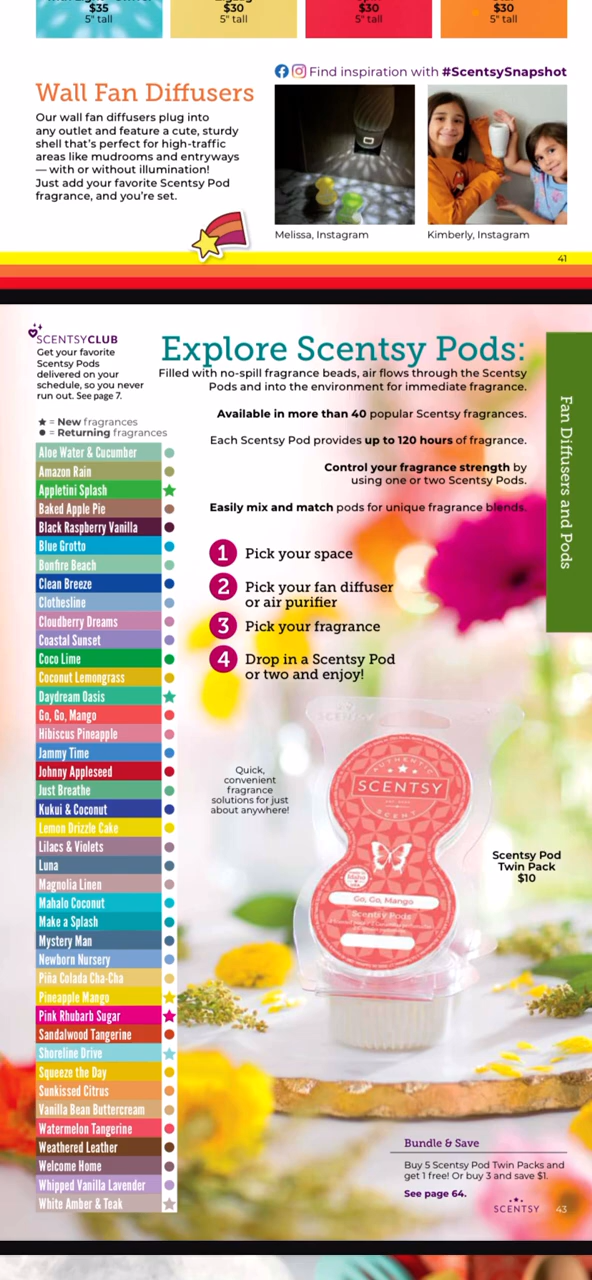 $35
5" tall
$30
5" tall
$30
5" tall
$30
5" tall
Find inspiration with #ScentsySnapshot
Wall Fan Diffusers
Our wall fan diffusers plug into
any outlet and feature a cute, sturdy
shell that's perfect for high-traffic
areas like mudrooms and entryways
— with or without illumination!
Just add your favorite Scentsy Pod
fragrance, and you're set.
Melissa, Instagram
Kimberly, Instagram
41
SCENTSYCLUB
Get your favorite
Scentsy Pods
delivered on your
schedule, so you never
run out. See page 7.
★ = New fragrances
● = Returning fragrances
Aloe Water & Cucumber
Amazon Rain
Appletini Splash
Baked Apple Pie
Black Raspberry Vanilla
Blue Grotto
Bonfire Beach
Clean Breeze
Clothesline
Cloudberry Dreams
Coastal Sunset
Coco Lime
Coconut Lemongrass
Daydream Oasis
Go, Go, Mango
Hibiscus Pineapple
Jammy Time
Johnny Appleseed
Just Breathe
Kukui & Coconut
Lemon Drizzle Cake
Lilacs & Violets
Luna
Magnolia Linen
Mahalo Coconut
Make a Splash
Mystery Man
Newborn Nursery
Piña Colada Cha-Cha
Pineapple Mango
Pink Rhubarb Sugar
Sandalwood Tangerine
Shoreline Drive
Squeeze the Day
Sunkissed Citrus
Vanilla Bean Buttercream
Watermelon Tangerine
Weathered Leather
Welcome Home
Whipped Vanilla Lavender
White Amber & Teak
Explore Scentsy Pods:
Filled with no-spill fragrance beads, air flows through the Scentsy
Pods and into the environment for immediate fragrance.
Available in more than 40 popular Scentsy fragrances.
Each Scentsy Pod provides up to 120 hours of fragrance.
Control your fragrance strength by
using one or two Scentsy Pods.
Easily mix and match pods for unique fragrance blends.
1 Pick your space
2 Pick your fan diffuser
or air purifier
3 Pick your fragrance
4 Drop in a Scentsy Pod
or two and enjoy!
Fan Diffusers and Pods
Quick,
convenient
fragrance
solutions for just
about anywhere!
SCENTSY
AUTHENTIC
SCENTSY
SCENT
Go, Go, Mango
Scentsy Pods
Scentsy Pod
Twin Pack
$10
Bundle & Save
Buy 5 Scentsy Pod Twin Packs and
get 1 free! Or buy 3 and save $1.
See page 64.
SCENTSY 43